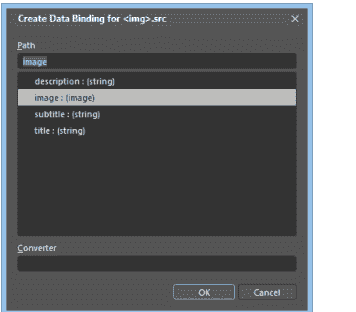 Create Data Binding for <img>.src
Path
image
description : (string)
image : (image)
subtitle : (string)
title : (string)
Converter
OK
Cancel